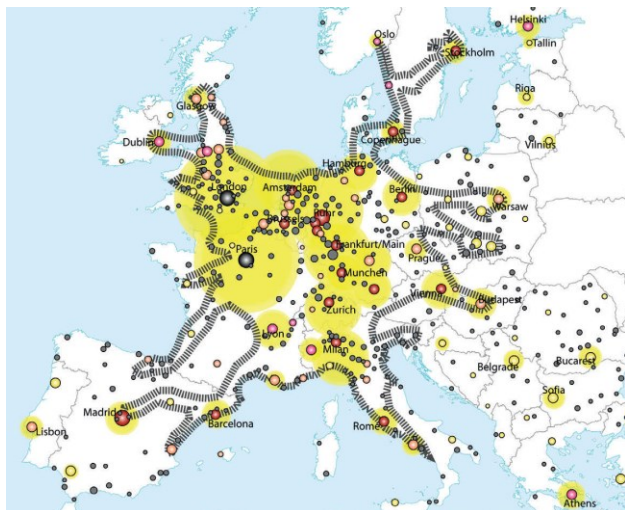 Helsinki
Oslo
Tallin
Stockholm
Riga
Glasgow
Copenhague
Dublin
Vilnius
Hamburg
Berlin
London
Amsterdam
Warsaw
Ruhr
Paris
Frankfurt/Main
Prague
Munchen
Vienna
Budapest
Zurich
Lyon
Milan
Belgrade
Bucarest
Sofia
Madrid
Barcelona
Rome
Lisbon
Athens